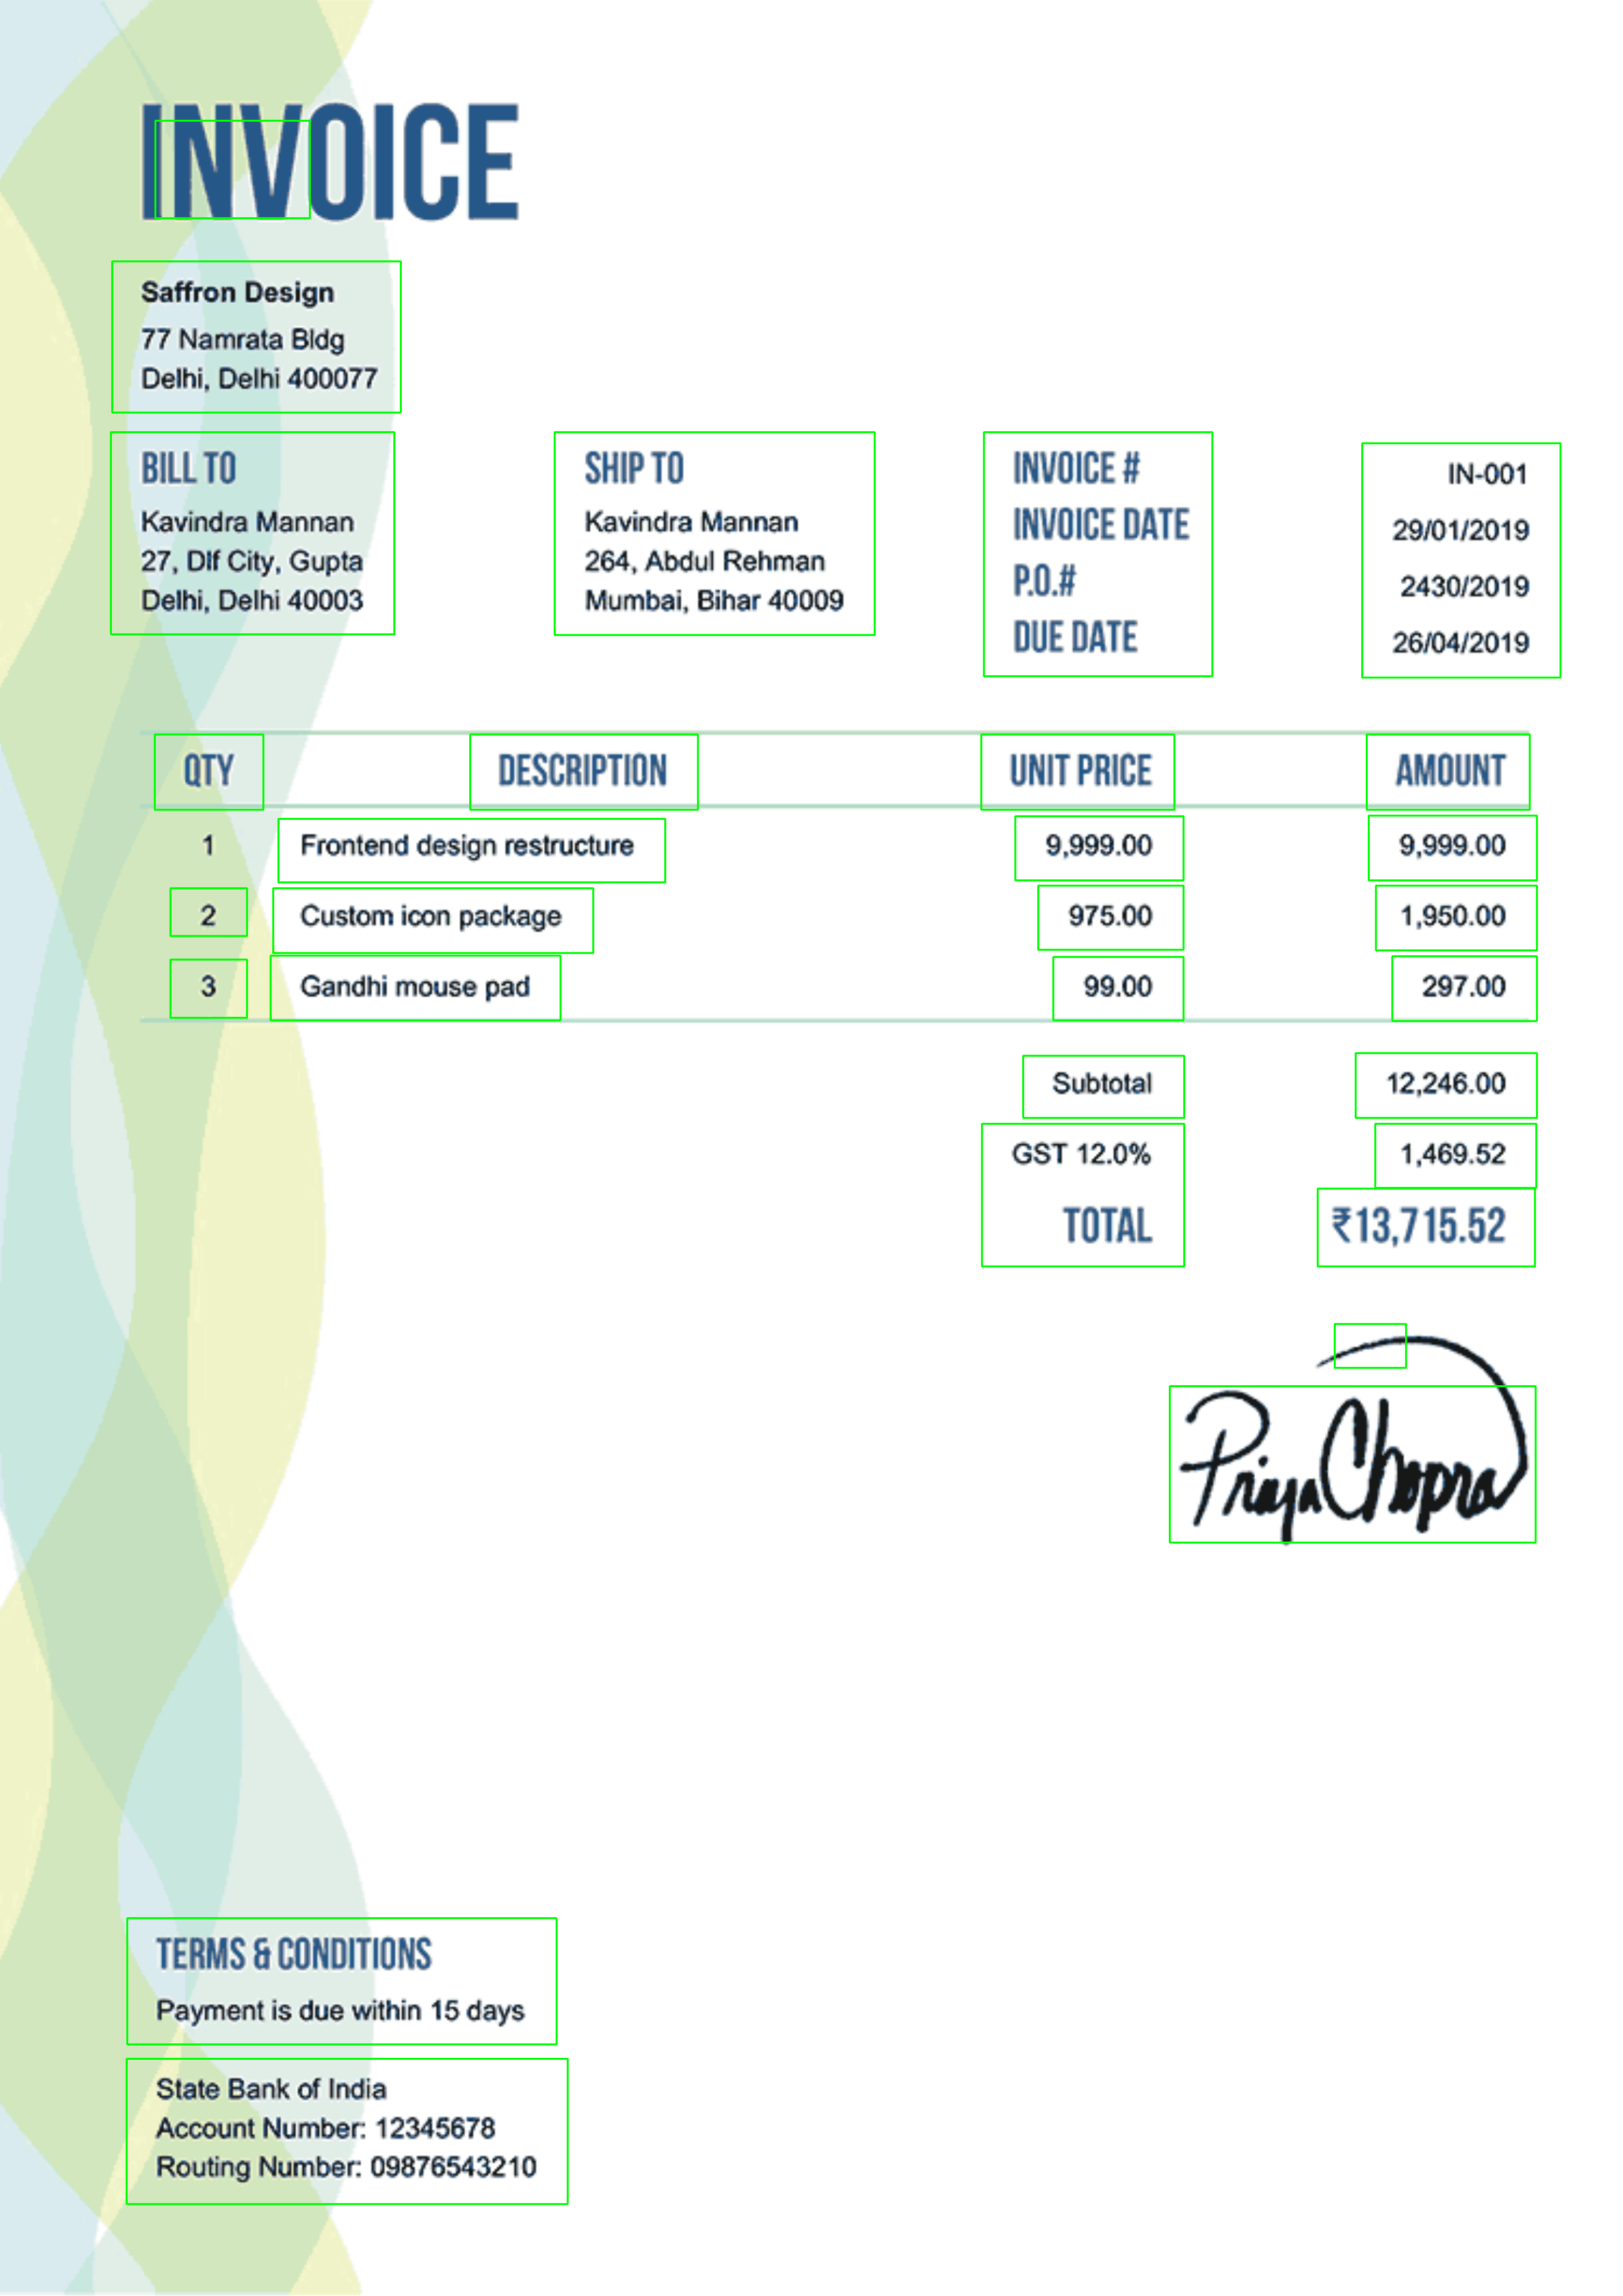 INVOICE
Saffron Design
77 Namrata Bldg
Delhi, Delhi 400077
BILL TO
Kavindra Mannan
27, Dlf City, Gupta
Delhi, Delhi 40003
SHIP TO
Kavindra Mannan
264, Abdul Rehman
Mumbai, Bihar 40009
INVOICE # IN-001
INVOICE DATE 29/01/2019
P.O.# 2430/2019
DUE DATE 26/04/2019
QTY DESCRIPTION UNIT PRICE AMOUNT
1 Frontend design restructure 9,999.00 9,999.00
2 Custom icon package 975.00 1,950.00
3 Gandhi mouse pad 99.00 297.00
Subtotal 12,246.00
GST 12.0% 1,469.52
TOTAL ₹13,715.52
Priya Chopra
TERMS & CONDITIONS
Payment is due within 15 days
State Bank of India
Account Number: 12345678
Routing Number: 09876543210